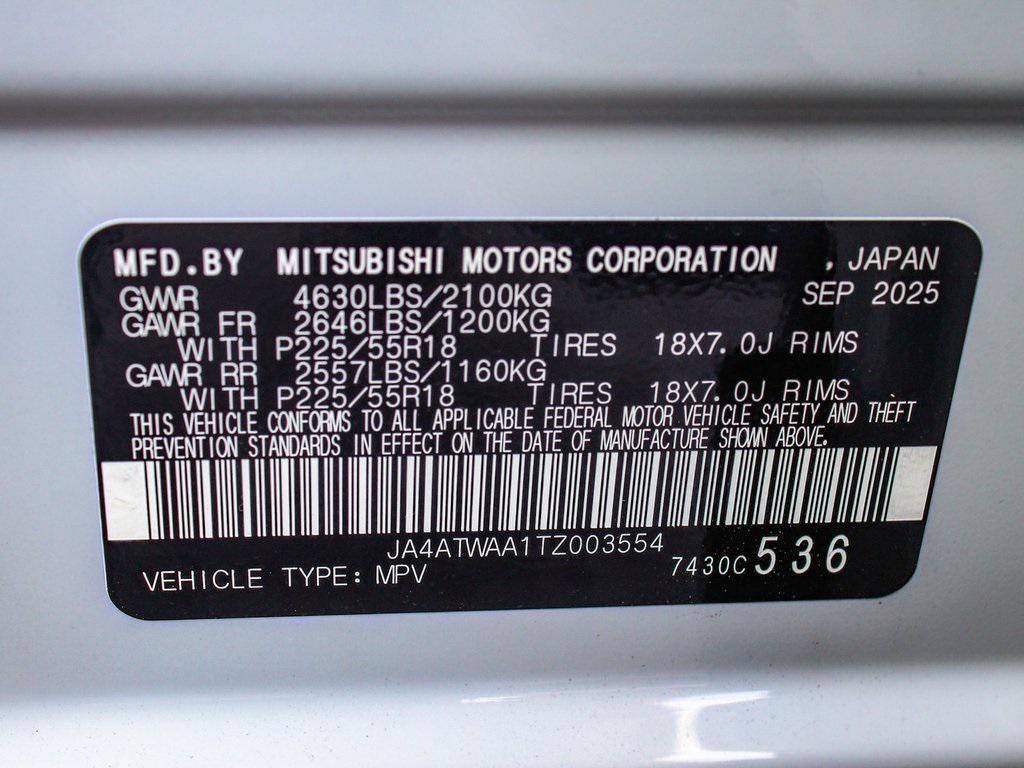 MFD.BY MITSUBISHI MOTORS CORPORATION , JAPAN
GVWR 4630LBS/2100KG SEP 2025
GAWR FR 2646LBS/1200KG
WITH P225/55R18 TIRES 18X7.0J RIMS
GAWR RR 2557LBS/1160KG
WITH P225/55R18 TIRES 18X7.0J RIMS
THIS VEHICLE CONFORMS TO ALL APPLICABLE FEDERAL MOTOR VEHICLE SAFETY AND THEFT
PREVENTION STANDARDS IN EFFECT ON THE DATE OF MANUFACTURE SHOWN ABOVE.
JA4ATWAA1TZ003554
VEHICLE TYPE: MPV 7430C 536